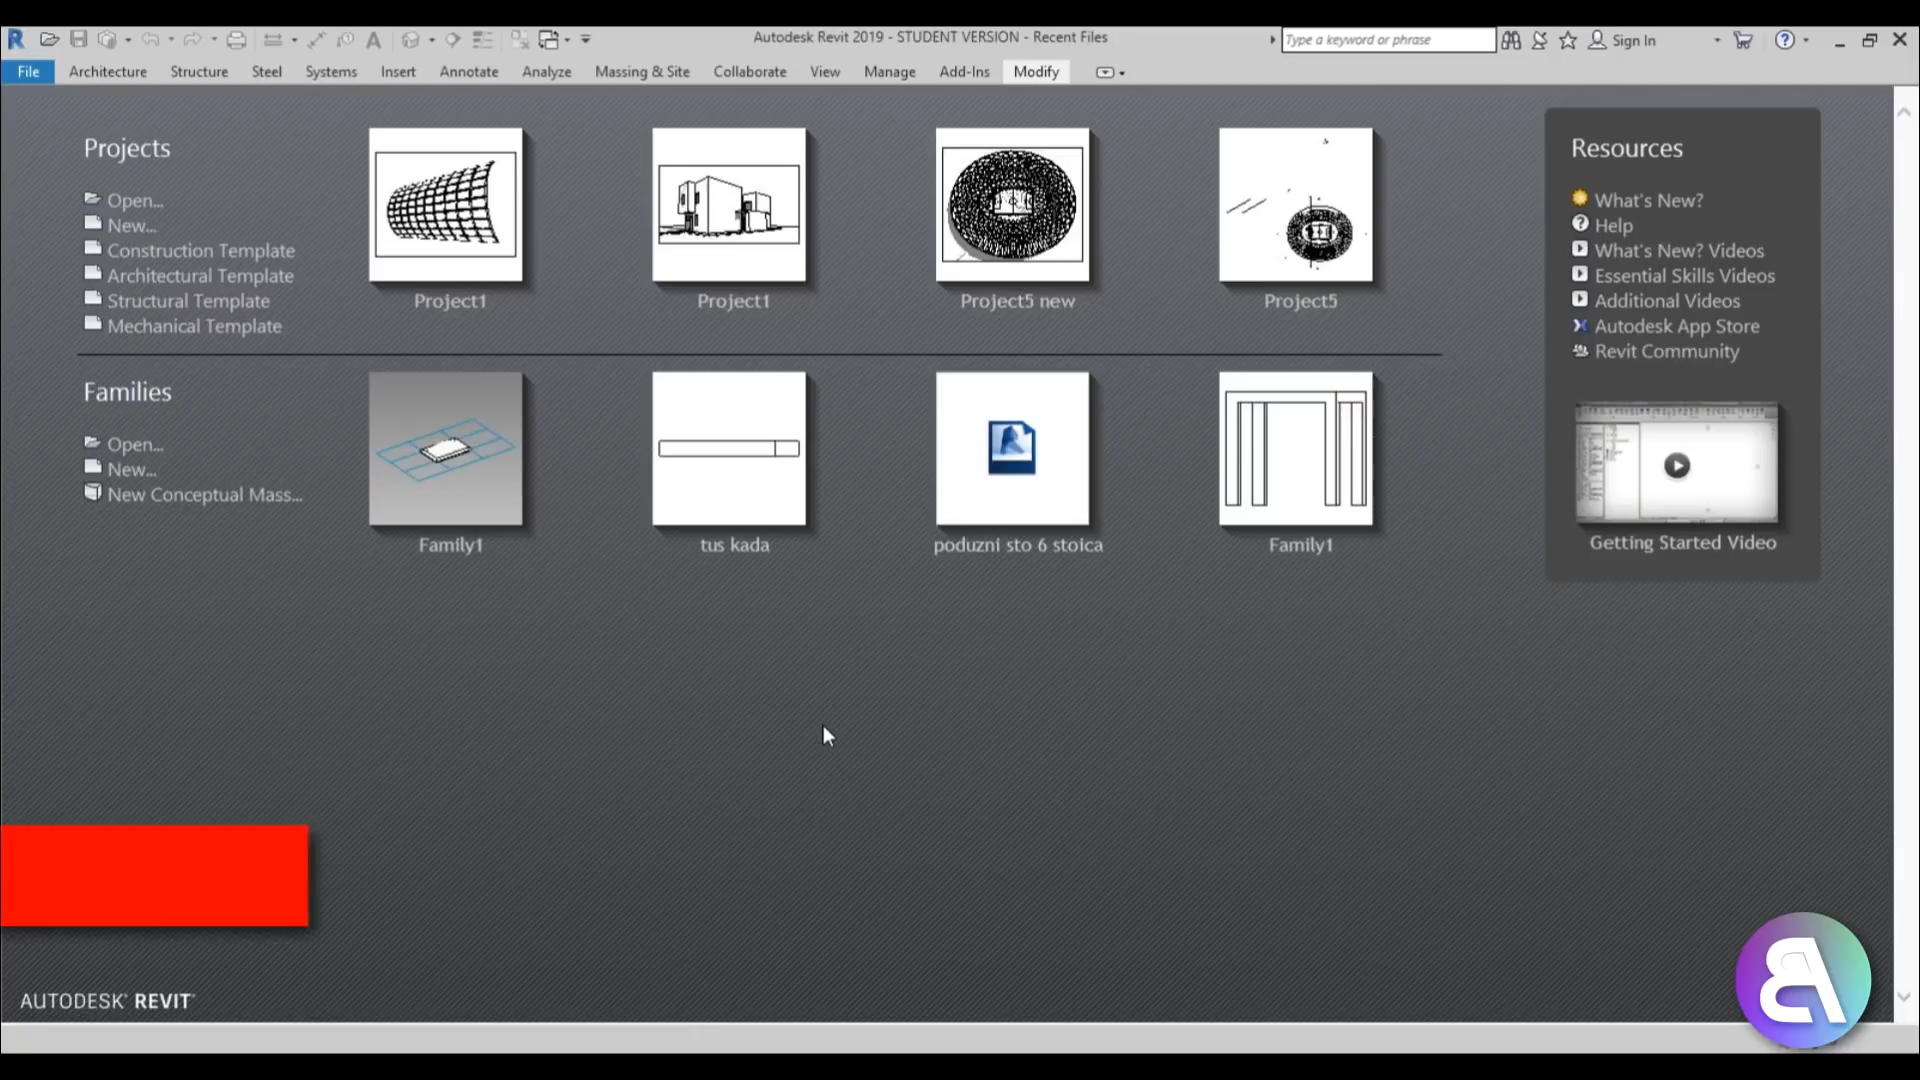 Autodesk Revit 2019 - STUDENT VERSION - Recent Files
Type a keyword or phrase
Sign In
File Architecture Structure Steel Systems Insert Annotate Analyze Massing & Site Collaborate View Manage Add-Ins Modify
Projects
Open...
New...
Construction Template
Architectural Template
Structural Template
Mechanical Template
Project1
Project1
Project5 new
Project5
Families
Open...
New...
New Conceptual Mass...
Family1
tus kada
poduzni sto 6 stoica
Family1
Resources
What's New?
Help
What's New? Videos
Essential Skills Videos
Additional Videos
Autodesk App Store
Revit Community
Getting Started Video
AUTODESK® REVIT®